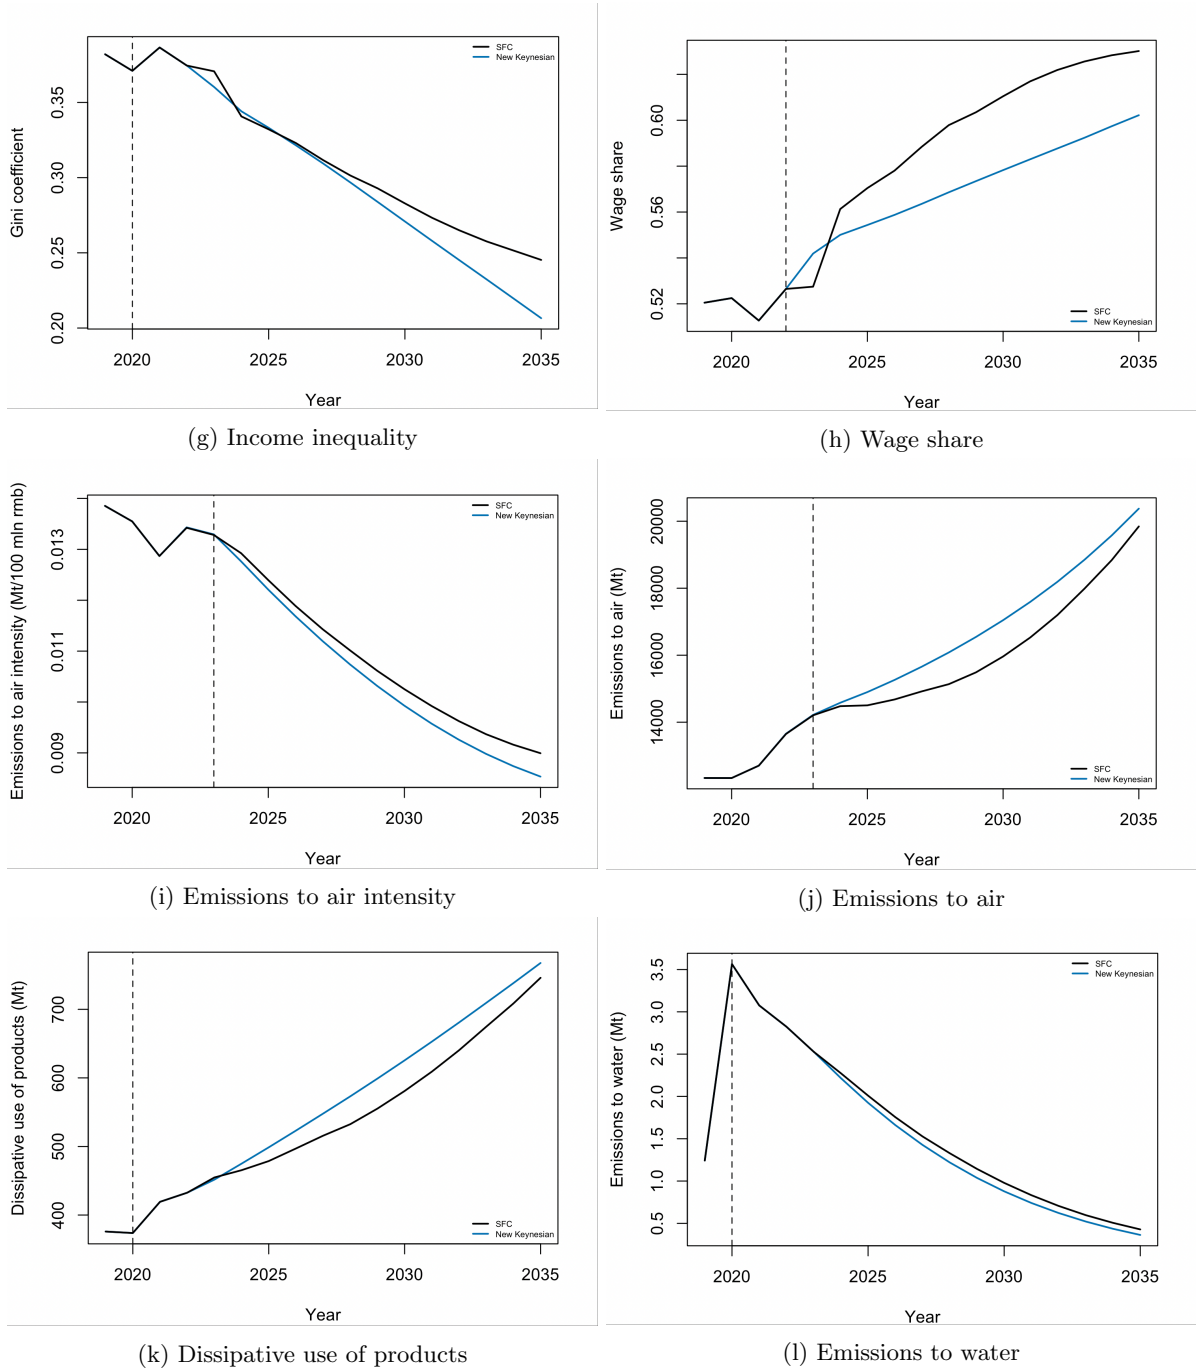 SFC
New Keynesian
Gini coefficient
0.20 0.25 0.30 0.35
2020 2025 2030 2035
Year
(g) Income inequality
Wage share
0.52 0.56 0.60
SFC
New Keynesian
2020 2025 2030 2035
Year
(h) Wage share
SFC
New Keynesian
Emissions to air intensity (Mt/100 mln rmb)
0.009 0.011 0.013
2020 2025 2030 2035
Year
(i) Emissions to air intensity
Emissions to air (Mt)
14000 16000 18000 20000
SFC
New Keynesian
2020 2025 2030 2035
Year
(j) Emissions to air
Dissipative use of products (Mt)
400 500 600 700
SFC
New Keynesian
2020 2025 2030 2035
Year
(k) Dissipative use of products
SFC
New Keynesian
Emissions to water (Mt)
0.5 1.0 1.5 2.0 2.5 3.0 3.5
2020 2025 2030 2035
Year
(l) Emissions to water